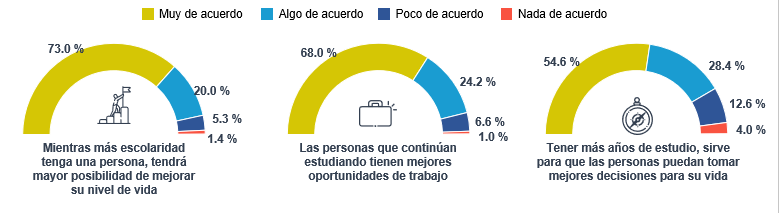 Muy de acuerdo
Algo de acuerdo
Poco de acuerdo
Nada de acuerdo
73.0 %
20.0 %
5.3 %
1.4 %
Mientras más escolaridad
tenga una persona, tendrá
mayor posibilidad de mejorar
su nivel de vida
68.0 %
24.2 %
6.6 %
1.0 %
Las personas que continúan
estudiando tienen mejores
oportunidades de trabajo
54.6 %
28.4 %
12.6 %
4.0 %
Tener más años de estudio, sirve
para que las personas puedan tomar
mejores decisiones para su vida